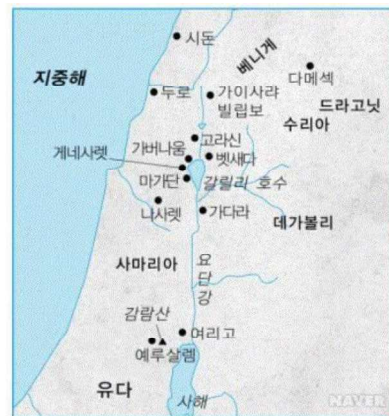 시돈
베니게
다메섹
지중해
두로
가이사랴
빌립보
드라고닛
수리아
고라신
가버나움
게네사렛
벳새다
마가단
갈릴리 호수
나사렛
가다라
데가볼리
사마리아
요단강
감람산
여리고
예루살렘
유다
사해
NAVER